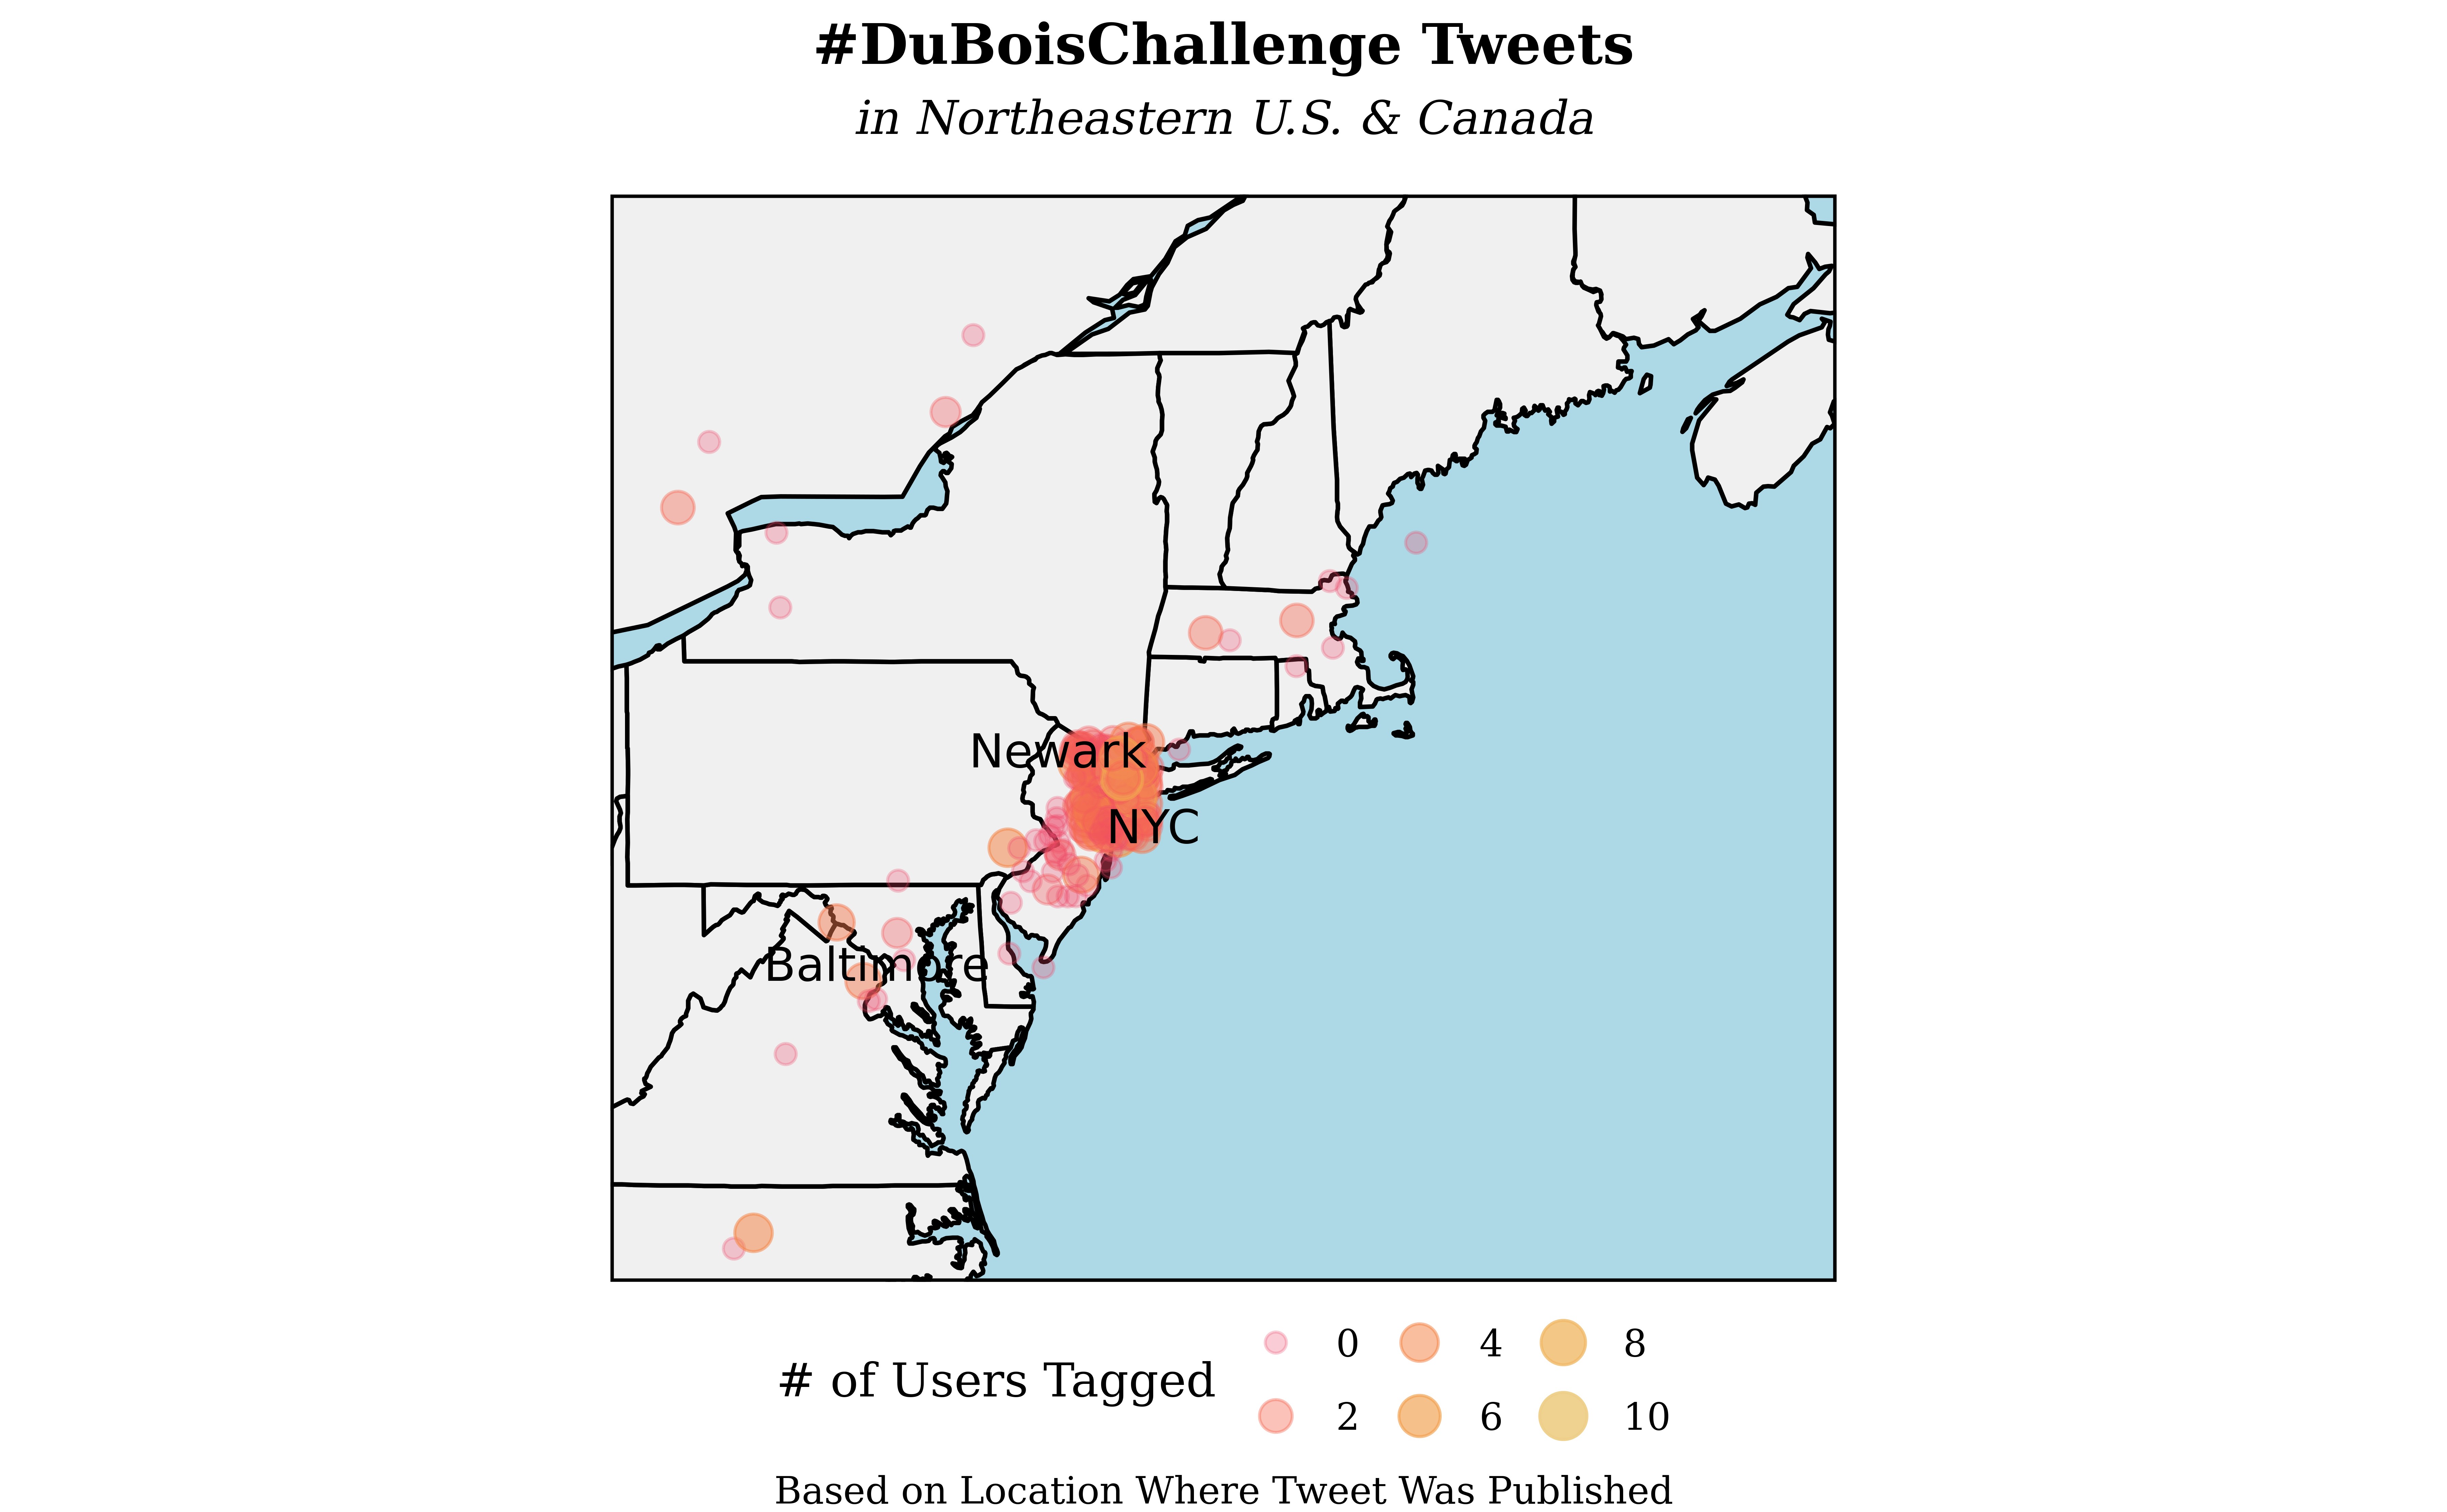 #DuBoisChallenge Tweets
in Northeastern U.S. & Canada
Newark
NYC
Baltimore
# of Users Tagged
0 4 8
2 6 10
Based on Location Where Tweet Was Published